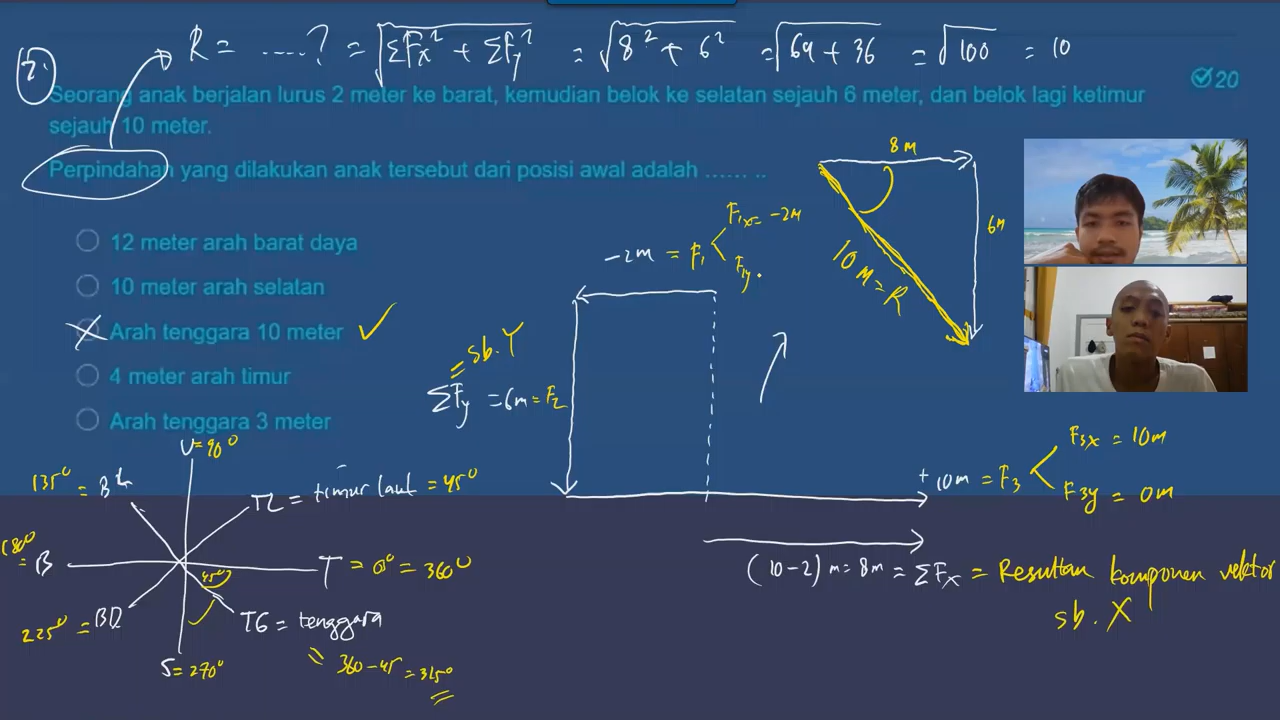 R = .....? = √ΣFx² + ΣFy² = √8² + 6² = √64 + 36 = √100 = 10
2.
20
Seorang anak berjalan lurus 2 meter ke barat, kemudian belok ke selatan sejauh 6 meter, dan belok lagi ketimur
sejauh 10 meter.
Perpindahan yang dilakukan anak tersebut dari posisi awal adalah ...... ..
12 meter arah barat daya
10 meter arah selatan
Arah tenggara 10 meter
4 meter arah timur
Arah tenggara 3 meter
8 M
6M
10 M = R
F1x = -2M
-2M = F1
F1y
sb. Y
ΣFy = 6m = F2
+ 10m = F3
F3x = 10m
F3y = 0m
(10-2) m = 8m = ΣFx = Resultan komponen vektor
sb. X
U = 90°
135° = BL
TL = timur laut = 45°
180° = B
T = 0° = 360°
45°
225° = BD
TG = tenggara
= 360 - 45 = 315°
S = 270°